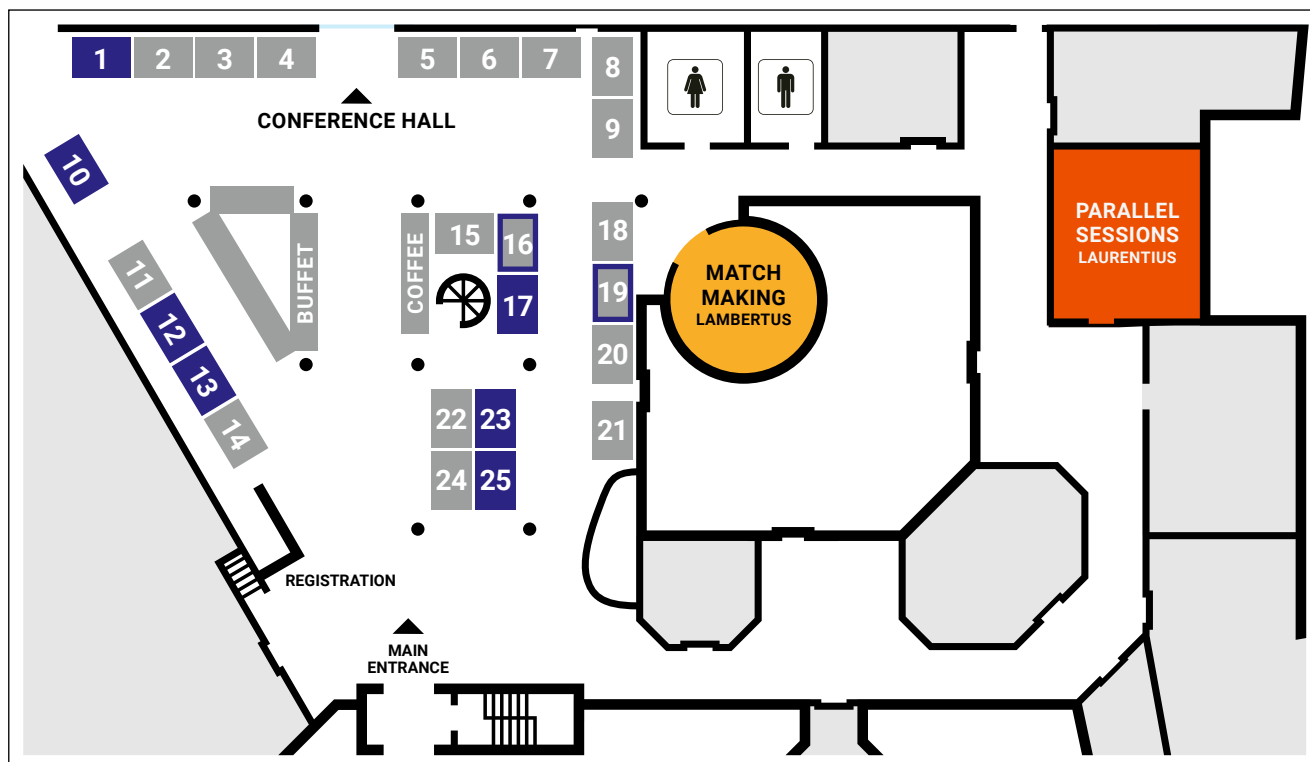 1
2
3
4
5
6
7
8
9
CONFERENCE HALL
10
11
12
13
14
BUFFET
COFFEE
15
16
17
18
19
20
21
22
23
24
25
MATCH
MAKING
LAMBERTUS
PARALLEL
SESSIONS
LAURENTIUS
REGISTRATION
MAIN
ENTRANCE